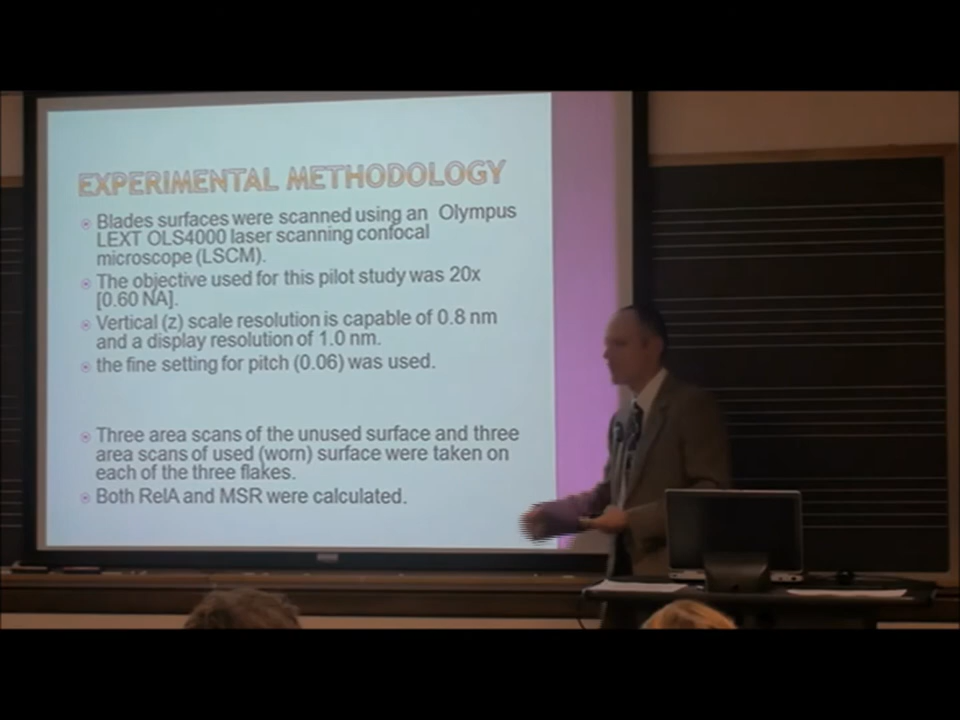 EXPERIMENTAL METHODOLOGY
Blades surfaces were scanned using an Olympus
LEXT OLS4000 laser scanning confocal
microscope (LSCM).
The objective used for this pilot study was 20x
[0.60 NA].
Vertical (z) scale resolution is capable of 0.8 nm
and a display resolution of 1.0 nm.
the fine setting for pitch (0.06) was used.
Three area scans of the unused surface and three
area scans of used (worn) surface were taken on
each of the three flakes.
Both RelA and MSR were calculated.